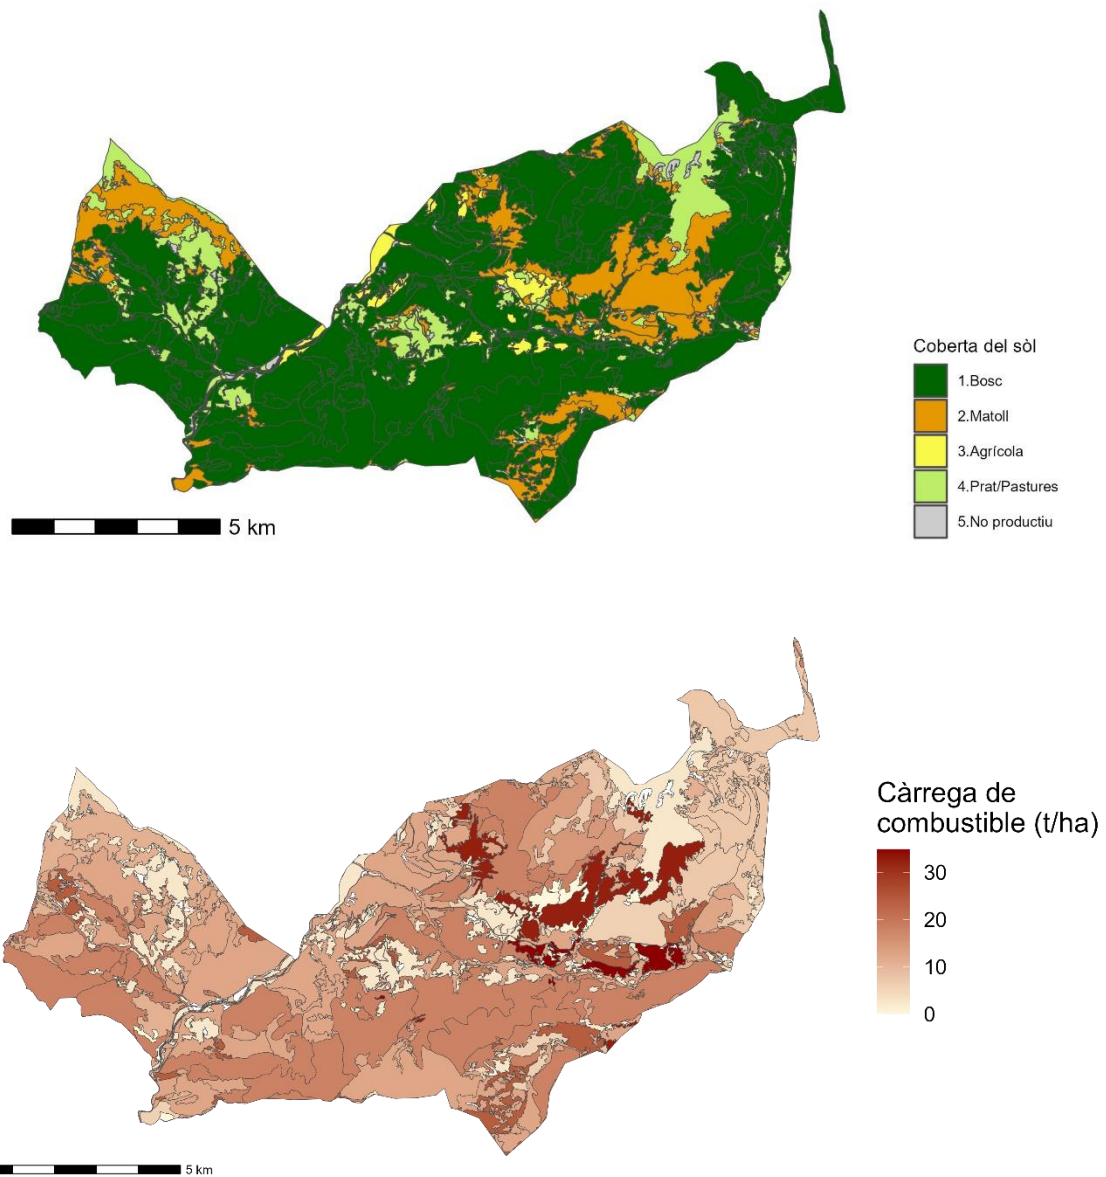 Coberta del sòl
1.Bosc
2.Matoll
3.Agrícola
4.Prat/Pastures
5.No productiu
5 km
Càrrega de
combustible (t/ha)
30
20
10
0
5 km